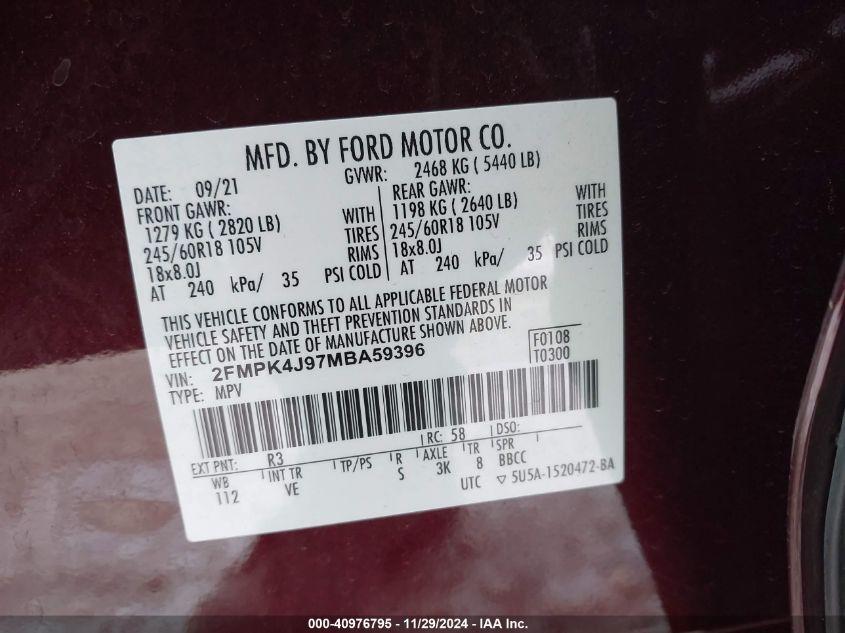 MFD. BY FORD MOTOR CO.
DATE: 09/21 GVWR: 2468 KG ( 5440 LB)
FRONT GAWR: REAR GAWR:
1279 KG ( 2820 LB) WITH 1198 KG ( 2640 LB) WITH
245/60R18 105V TIRES 245/60R18 105V TIRES
18x8.0J RIMS 18x8.0J RIMS
AT 240 kPa/ 35 PSI COLD AT 240 kPa/ 35 PSI COLD
THIS VEHICLE CONFORMS TO ALL APPLICABLE FEDERAL MOTOR
VEHICLE SAFETY AND THEFT PREVENTION STANDARDS IN
EFFECT ON THE DATE OF MANUFACTURE SHOWN ABOVE.
VIN: 2FMPK4J97MBA59396 F0108
TYPE: MPV T0300
EXT PNT: R3 RC: 58 DSO:
WB INT TR TP/PS R AXLE TR SPR
112 VE S 3K 8 BBCC
UTC ▽ 5U5A-1520472-BA
000-40976795 - 11/29/2024 - IAA Inc.